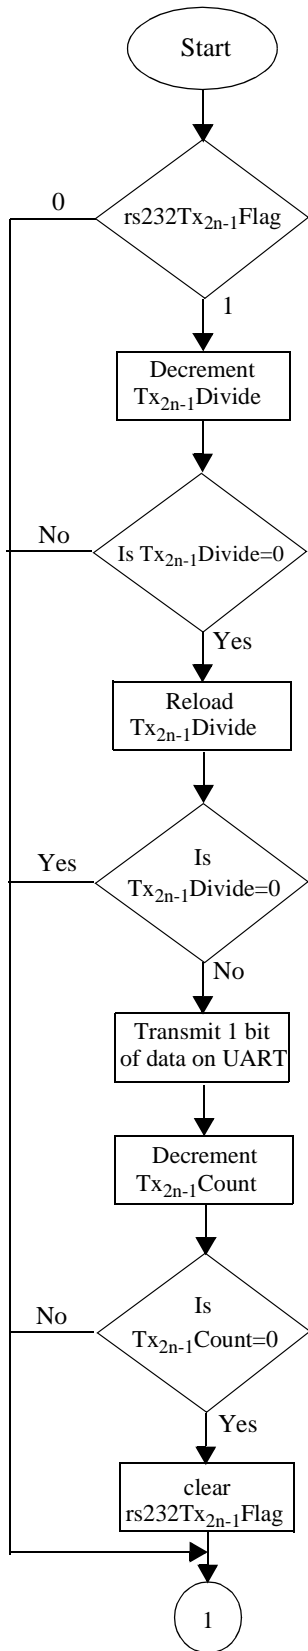 Start
0
rs232Tx2n-1Flag
1
Decrement
Tx2n-1Divide
No
Is Tx2n-1Divide=0
Yes
Reload
Tx2n-1Divide
Yes
Is
Tx2n-1Divide=0
No
Transmit 1 bit
of data on UART
Decrement
Tx2n-1Count
No
Is
Tx2n-1Count=0
Yes
clear
rs232Tx2n-1Flag
1